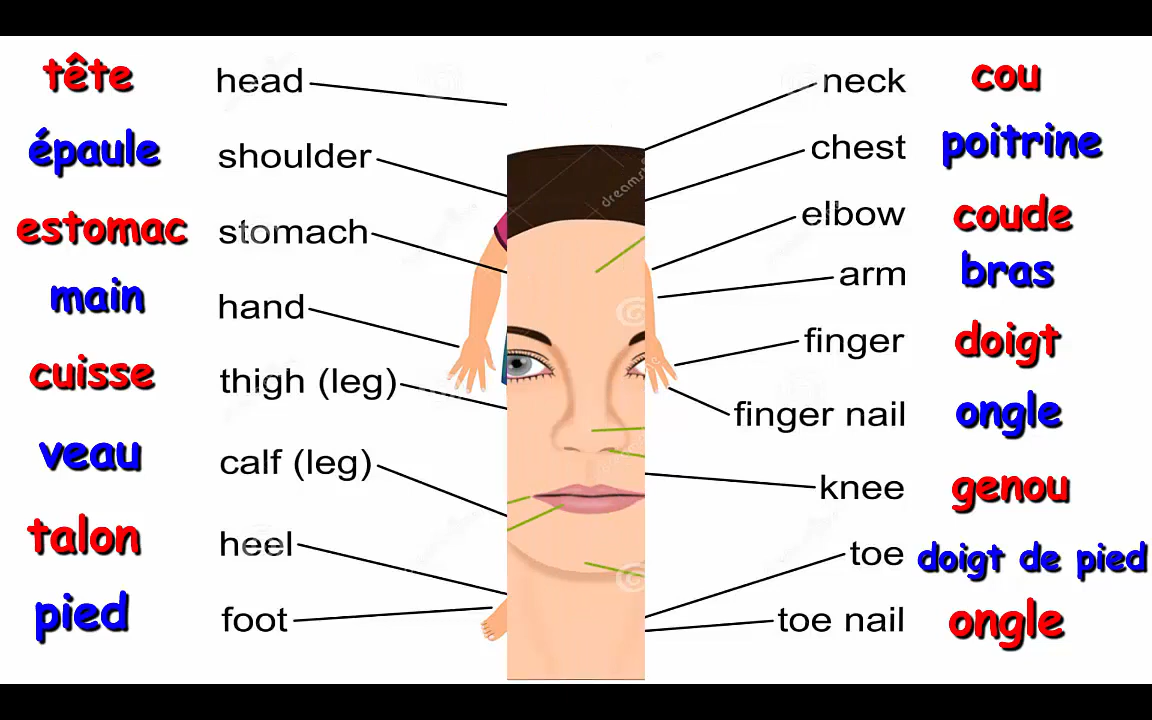 tête head
épaule shoulder
estomac stomach
main hand
cuisse thigh (leg)
veau calf (leg)
talon heel
pied foot
neck cou
chest poitrine
elbow coude
arm bras
finger doigt
finger nail ongle
knee genou
toe doigt de pied
toe nail ongle